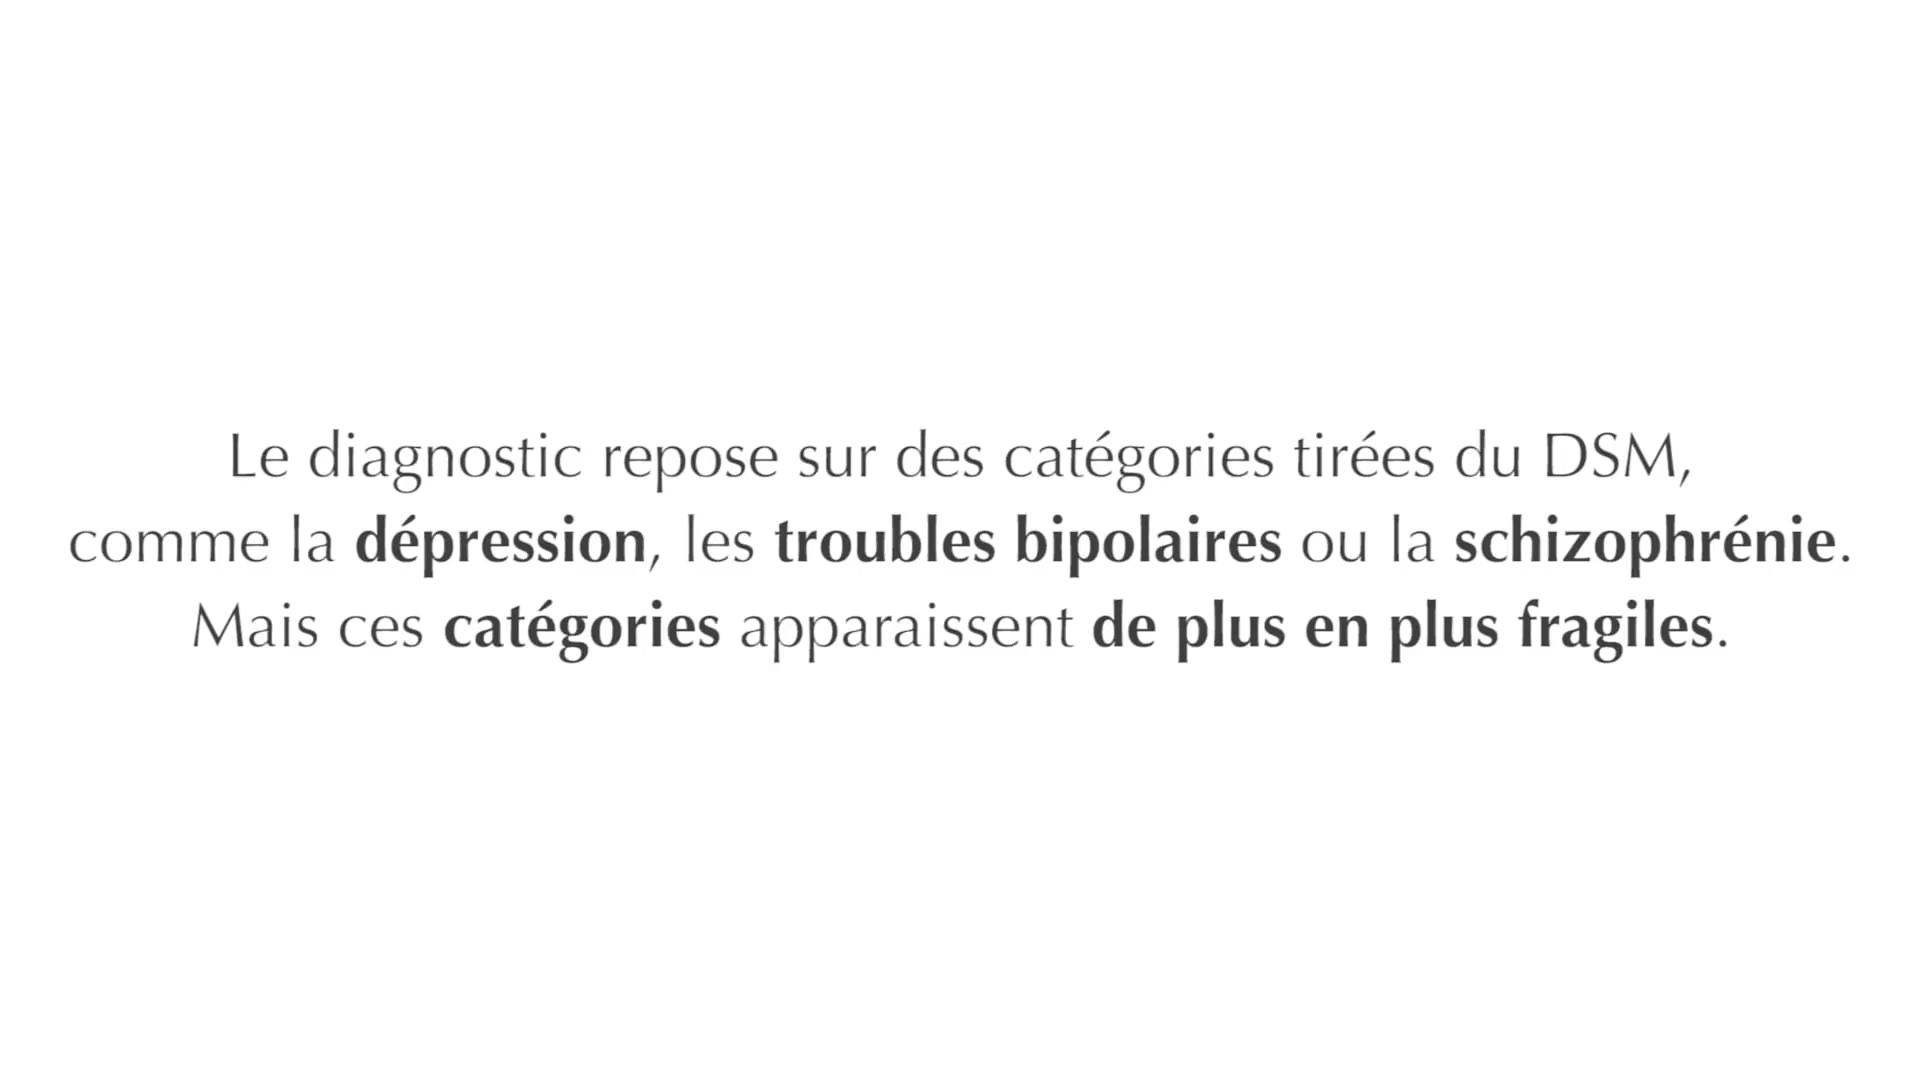 Le diagnostic repose sur des catégories tirées du DSM,
comme la dépression, les troubles bipolaires ou la schizophrénie.
Mais ces catégories apparaissent de plus en plus fragiles.